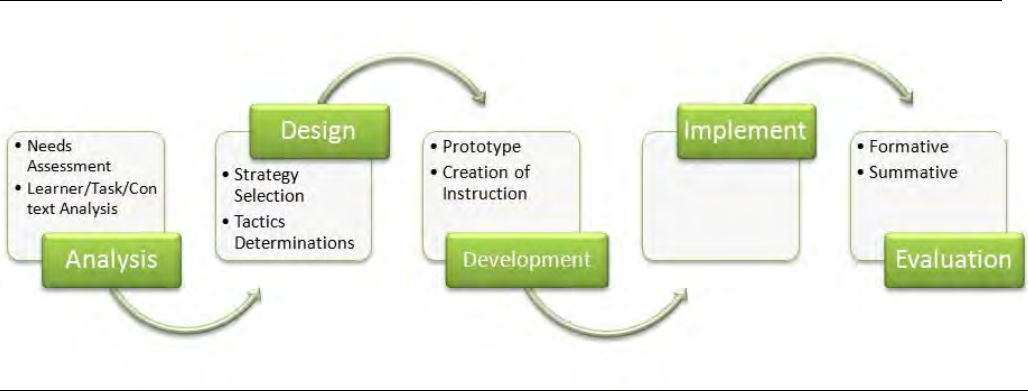 • Needs
Assessment
• Learner/Task/Con
text Analysis
Analysis
Design
• Strategy
Selection
• Tactics
Determinations
• Prototype
• Creation of
Instruction
Development
Implement
• Formative
• Summative
Evaluation